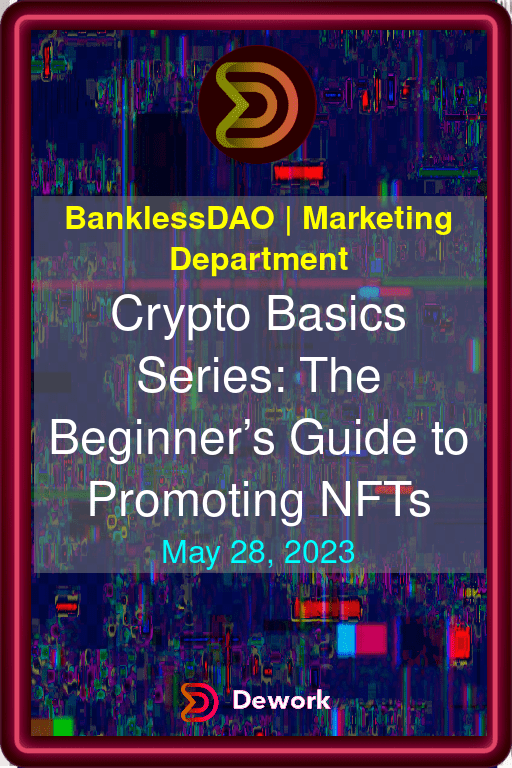 BanklessDAO | Marketing
Department
Crypto Basics
Series: The
Beginner’s Guide to
Promoting NFTs
May 28, 2023
Dework